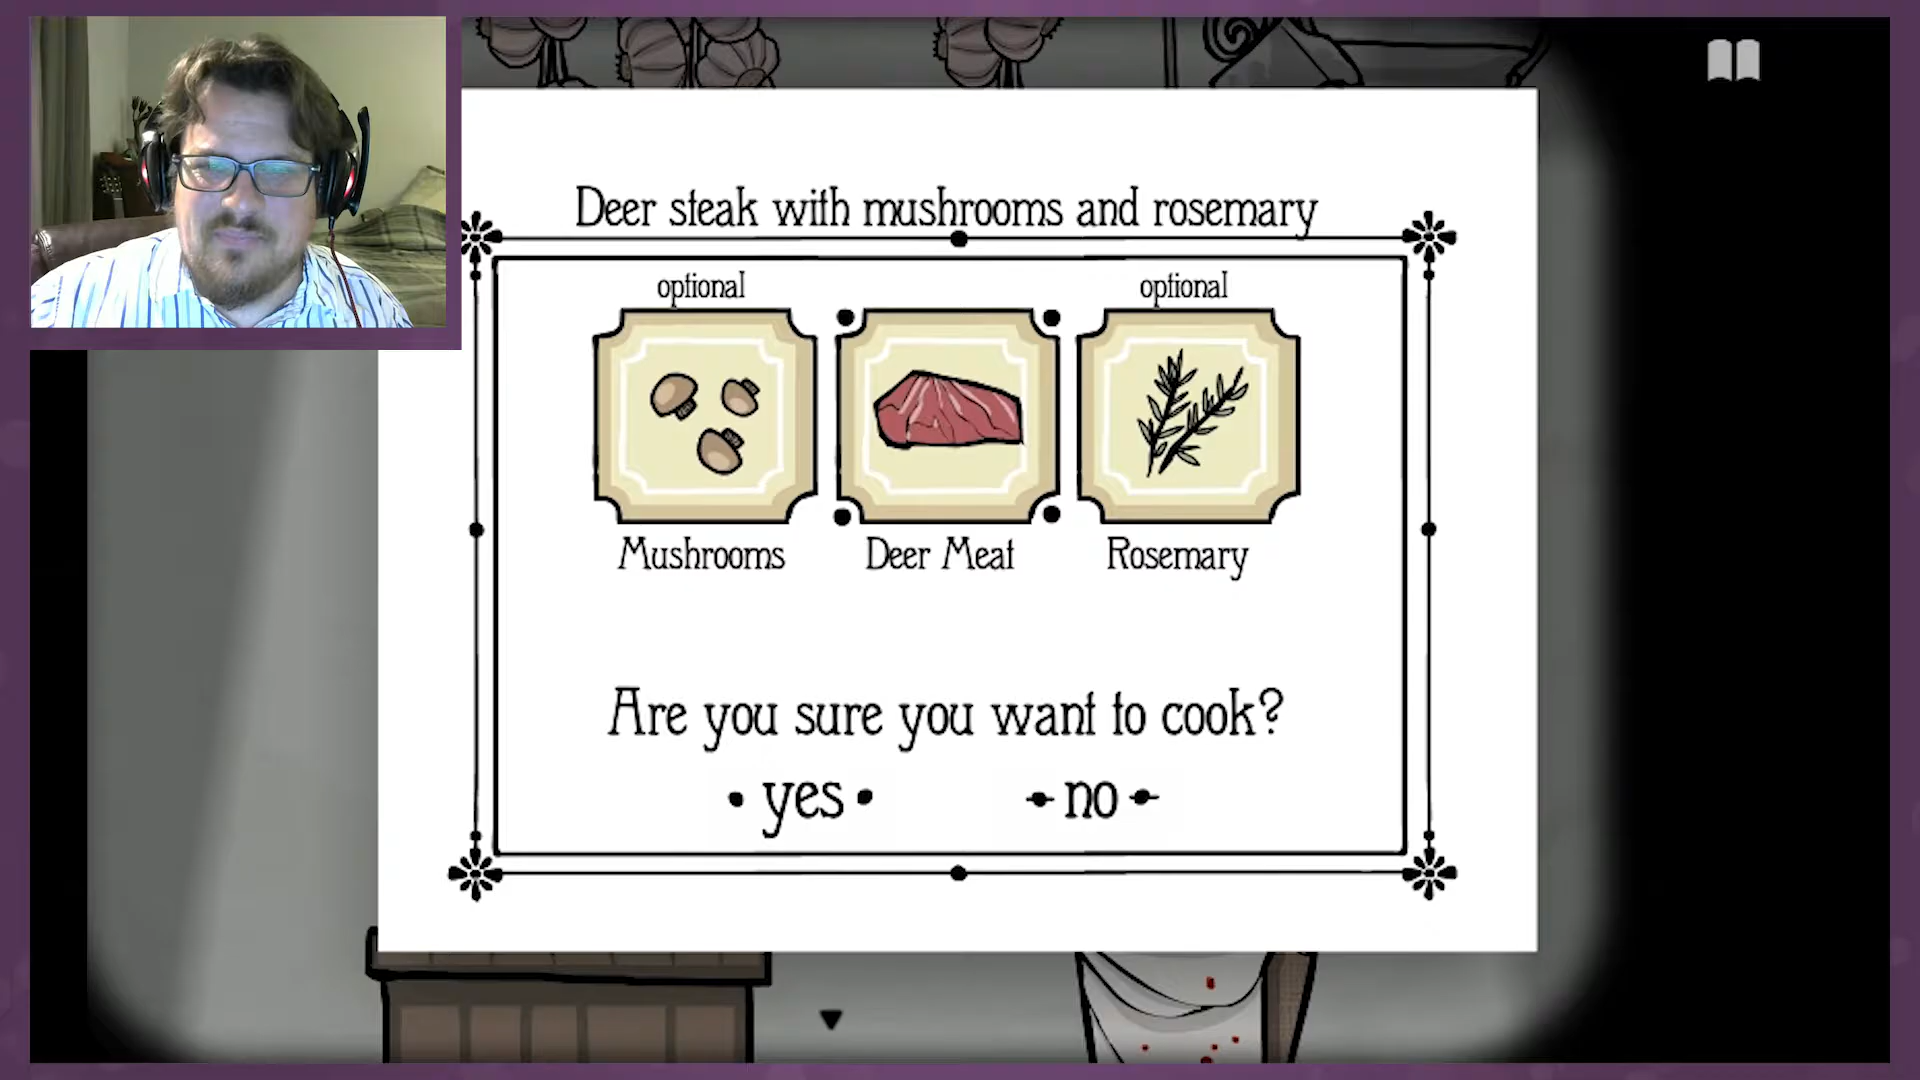 Deer steak with mushrooms and rosemary
optional
optional
Mushrooms
Deer Meat
Rosemary
Are you sure you want to cook?
yes
no